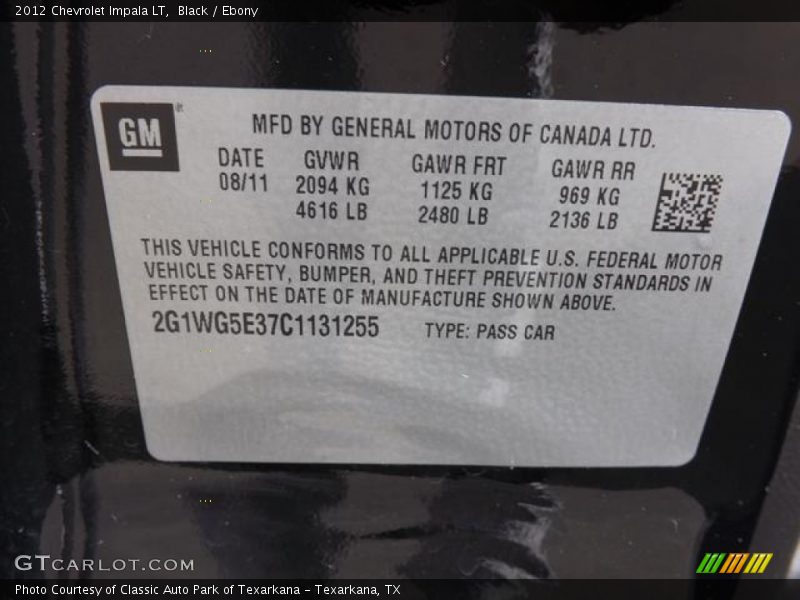 2012 Chevrolet Impala LT, Black / Ebony
GM
MFD BY GENERAL MOTORS OF CANADA LTD.
DATE GVWR GAWR FRT GAWR RR
08/11 2094 KG 1125 KG 969 KG
4616 LB 2480 LB 2136 LB
THIS VEHICLE CONFORMS TO ALL APPLICABLE U.S. FEDERAL MOTOR
VEHICLE SAFETY, BUMPER, AND THEFT PREVENTION STANDARDS IN
EFFECT ON THE DATE OF MANUFACTURE SHOWN ABOVE.
2G1WG5E37C1131255 TYPE: PASS CAR
GTCARLOT.COM
Photo Courtesy of Classic Auto Park of Texarkana - Texarkana, TX